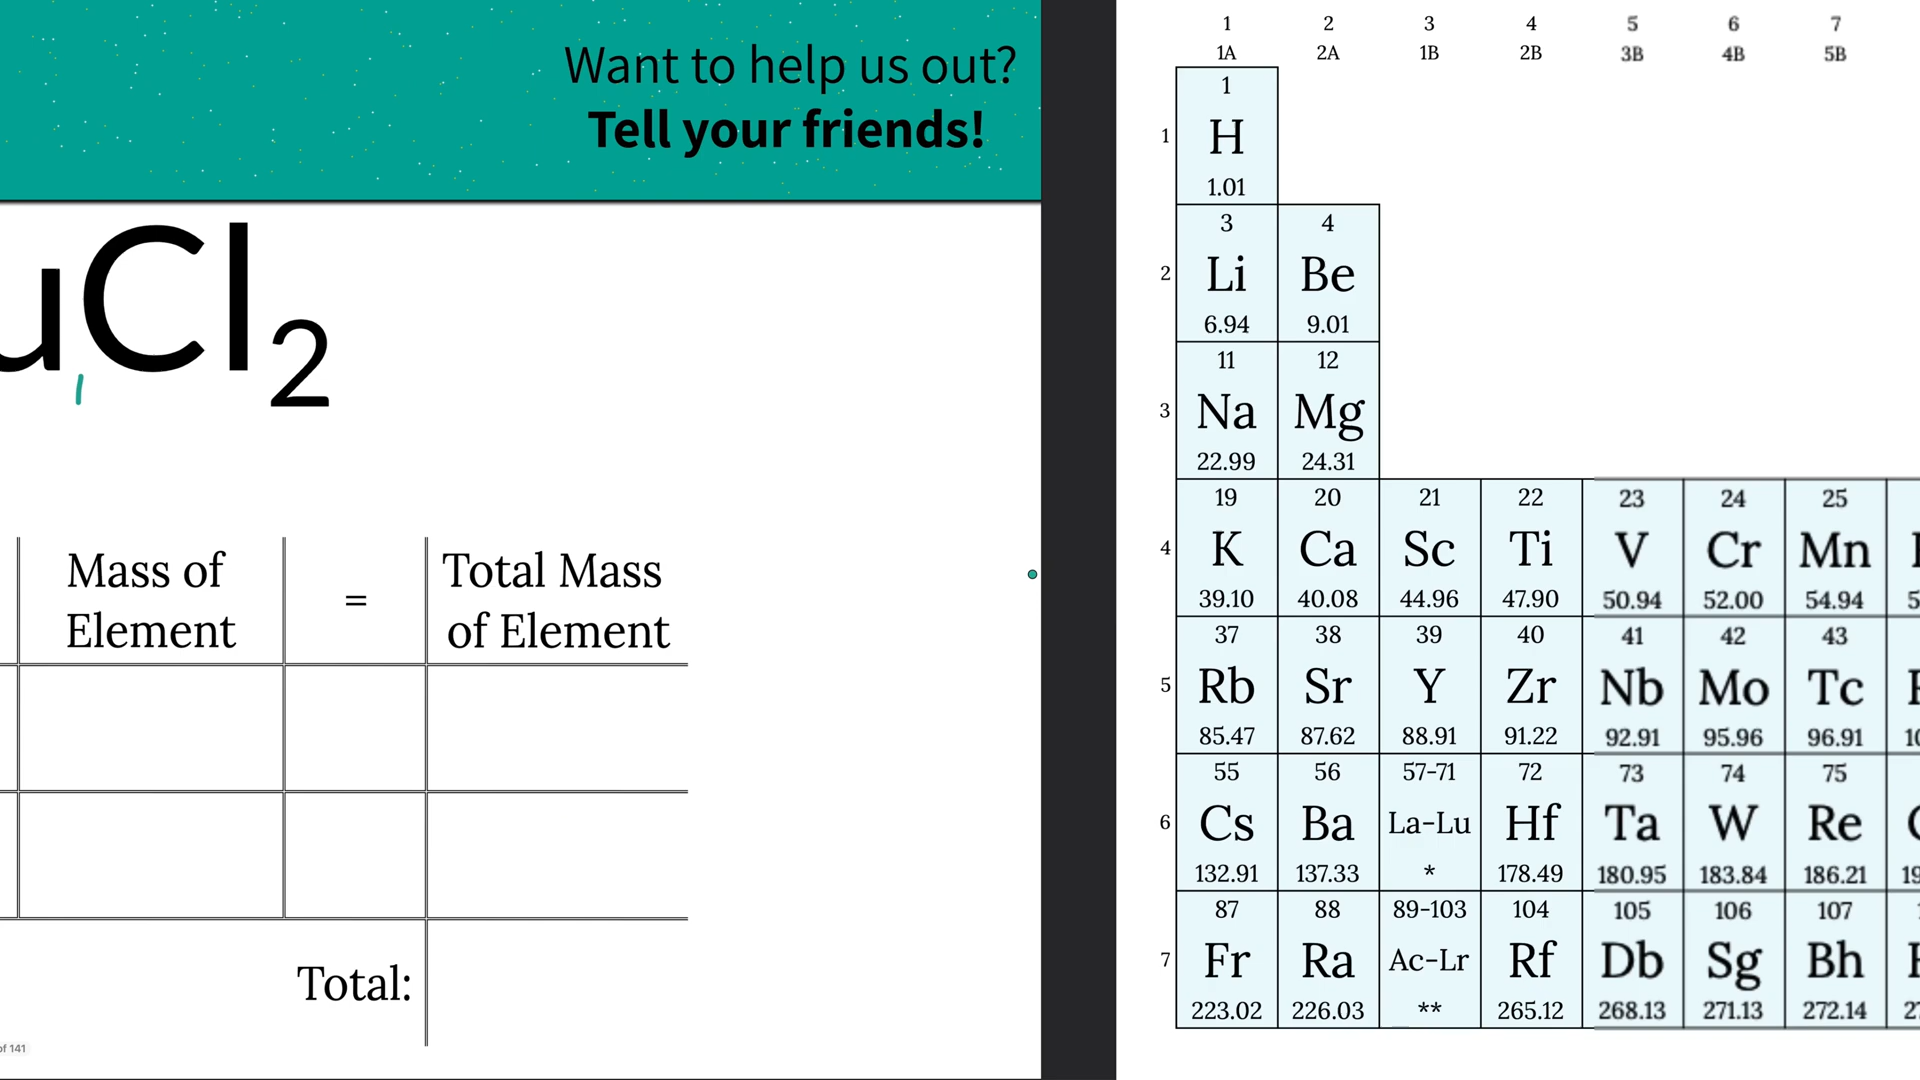 Want to help us out?
Tell your friends!
uCl2
1
Mass of
Element
=
Total Mass
of Element
Total:
of 141
1 2 3 4 5 6 7
1A 2A 1B 2B 3B 4B 5B
1
1 H
1.01
3 4
2 Li Be
6.94 9.01
11 12
3 Na Mg
22.99 24.31
19 20 21 22 23 24 25
4 K Ca Sc Ti V Cr Mn
39.10 40.08 44.96 47.90 50.94 52.00 54.94
37 38 39 40 41 42 43
5 Rb Sr Y Zr Nb Mo Tc
85.47 87.62 88.91 91.22 92.91 95.96 96.91
55 56 57-71 72 73 74 75
6 Cs Ba La-Lu Hf Ta W Re
132.91 137.33 * 178.49 180.95 183.84 186.21
87 88 89-103 104 105 106 107
7 Fr Ra Ac-Lr Rf Db Sg Bh
223.02 226.03 ** 265.12 268.13 271.13 272.14